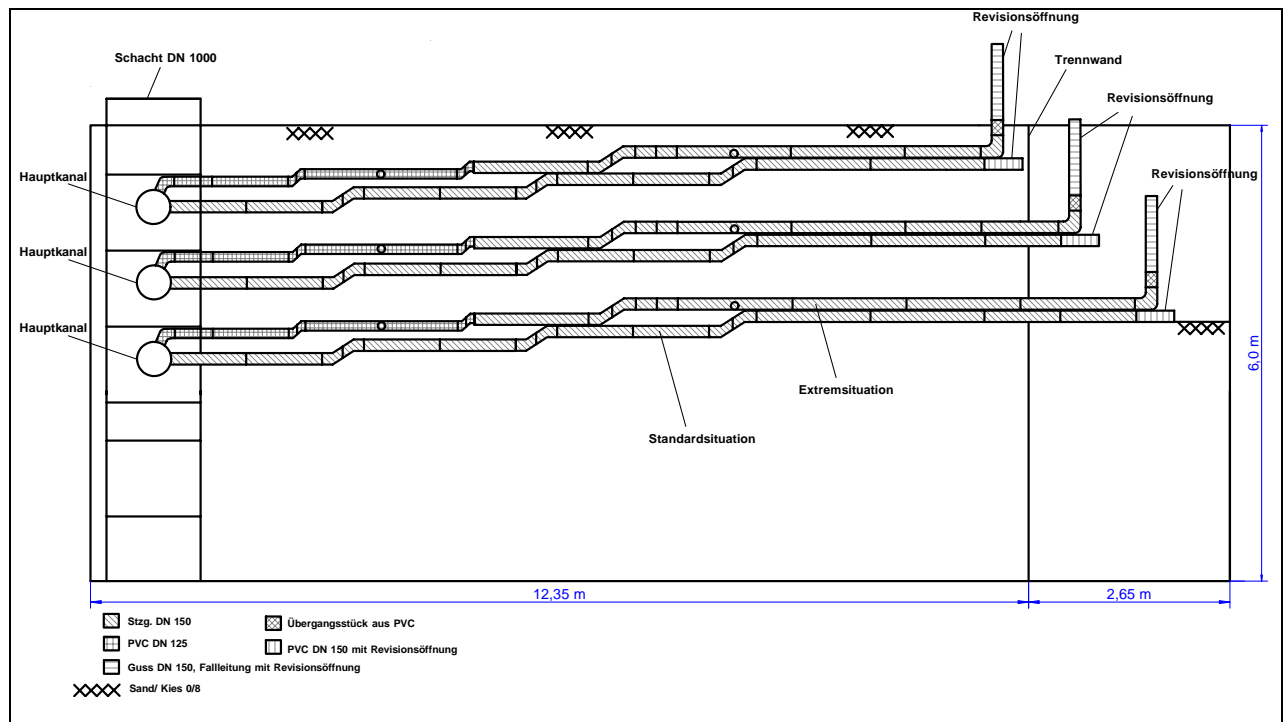 Revisionsöffnung
Schacht DN 1000
Trennwand
Revisionsöffnung
Hauptkanal
Revisionsöffnung
Hauptkanal
Hauptkanal
6,0 m
Extremsituation
Standardsituation
12,35 m
2,65 m
Stzg. DN 150
Übergangsstück aus PVC
PVC DN 125
PVC DN 150 mit Revisionsöffnung
Guss DN 150, Fallleitung mit Revisionsöffnung
Sand/ Kies 0/8